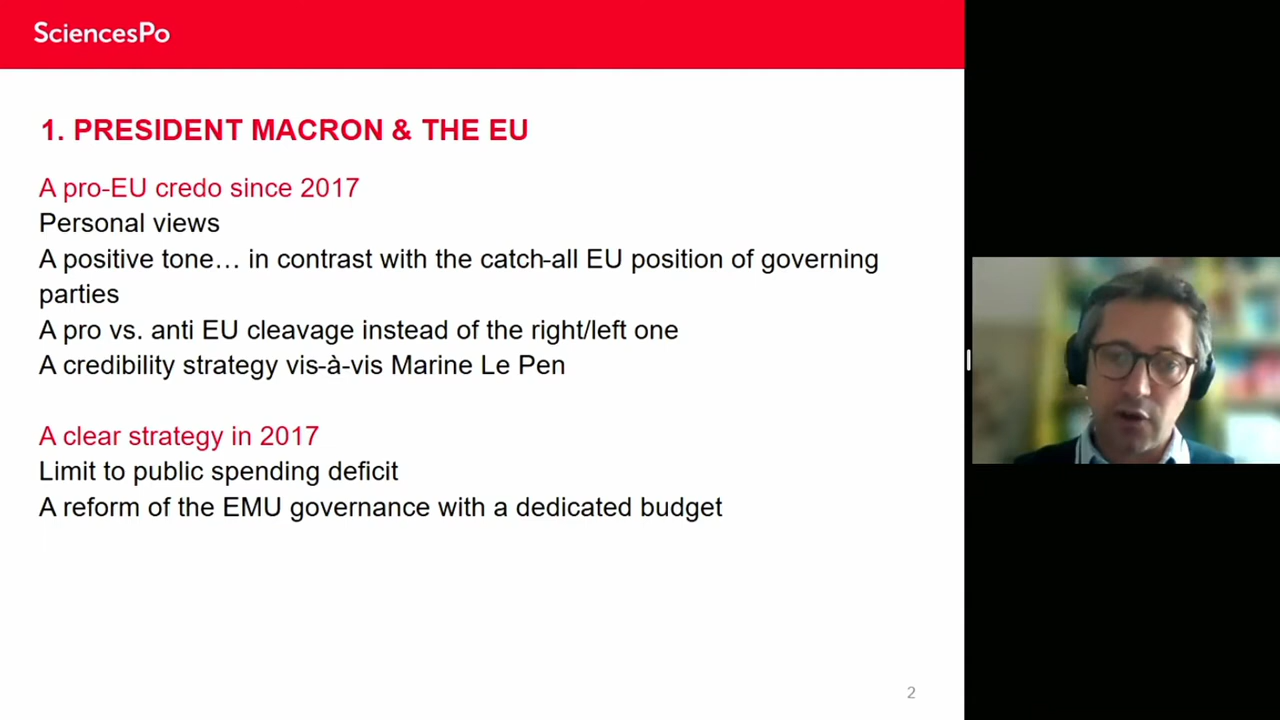 SciencesPo
1. PRESIDENT MACRON & THE EU
A pro-EU credo since 2017
Personal views
A positive tone… in contrast with the catch-all EU position of governing
parties
A pro vs. anti EU cleavage instead of the right/left one
A credibility strategy vis-à-vis Marine Le Pen
A clear strategy in 2017
Limit to public spending deficit
A reform of the EMU governance with a dedicated budget
2